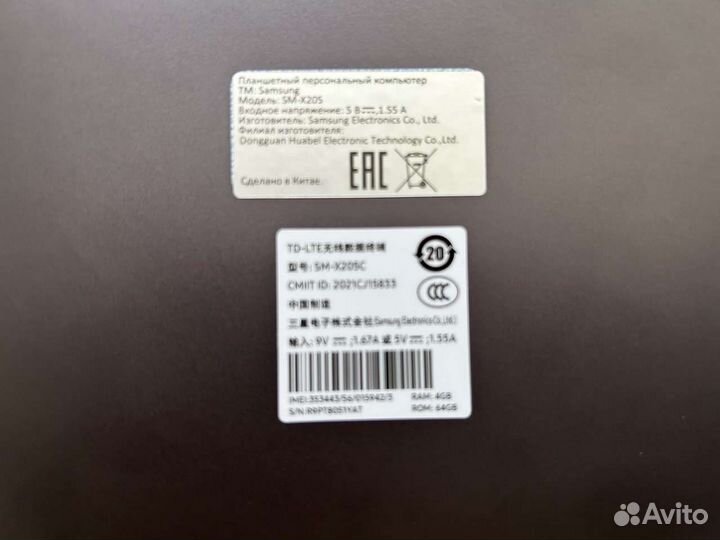 Планшетный персональный компьютер
ТМ: Samsung
Модель: SM-X205
Входное напряжение: 5 В⎓,1.55 А
Изготовитель: Samsung Electronics Co., Ltd.
Филиал изготовителя:
Dongguan Huabel Electronic Technology Co.,Ltd.
Сделано в Китае.
EAC
TD-LTE无线数据终端
型号: SM-X205C
CMIIT ID: 2021CJ15833
中国制造
三星电子株式会社(Samsung Electronics Co., Ltd.)
输入: 9V⎓;1.67A 或 5V⎓;1.55A
20
CCC
IMEI:353443/56/015942/5 RAM: 4GB
S/N:R9PT8051YAT ROM: 64GB
Avito